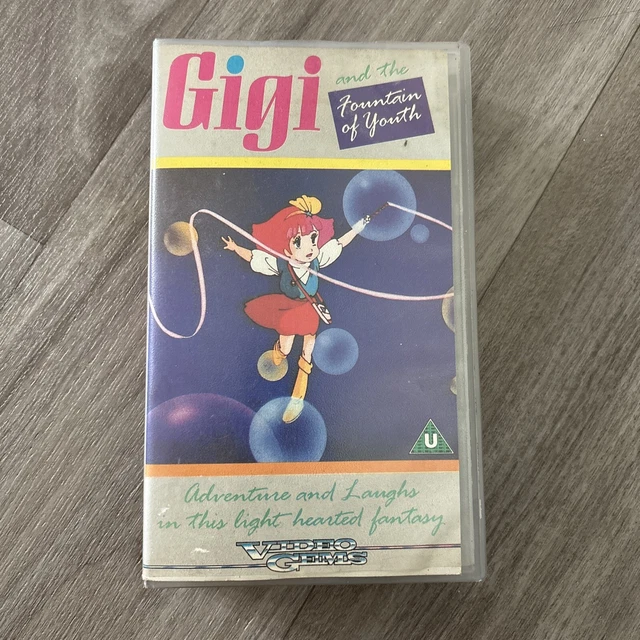 Gigi
and the
Fountain
of Youth
U
Adventure and Laughs
in this light hearted fantasy
VIDEO
GEMS